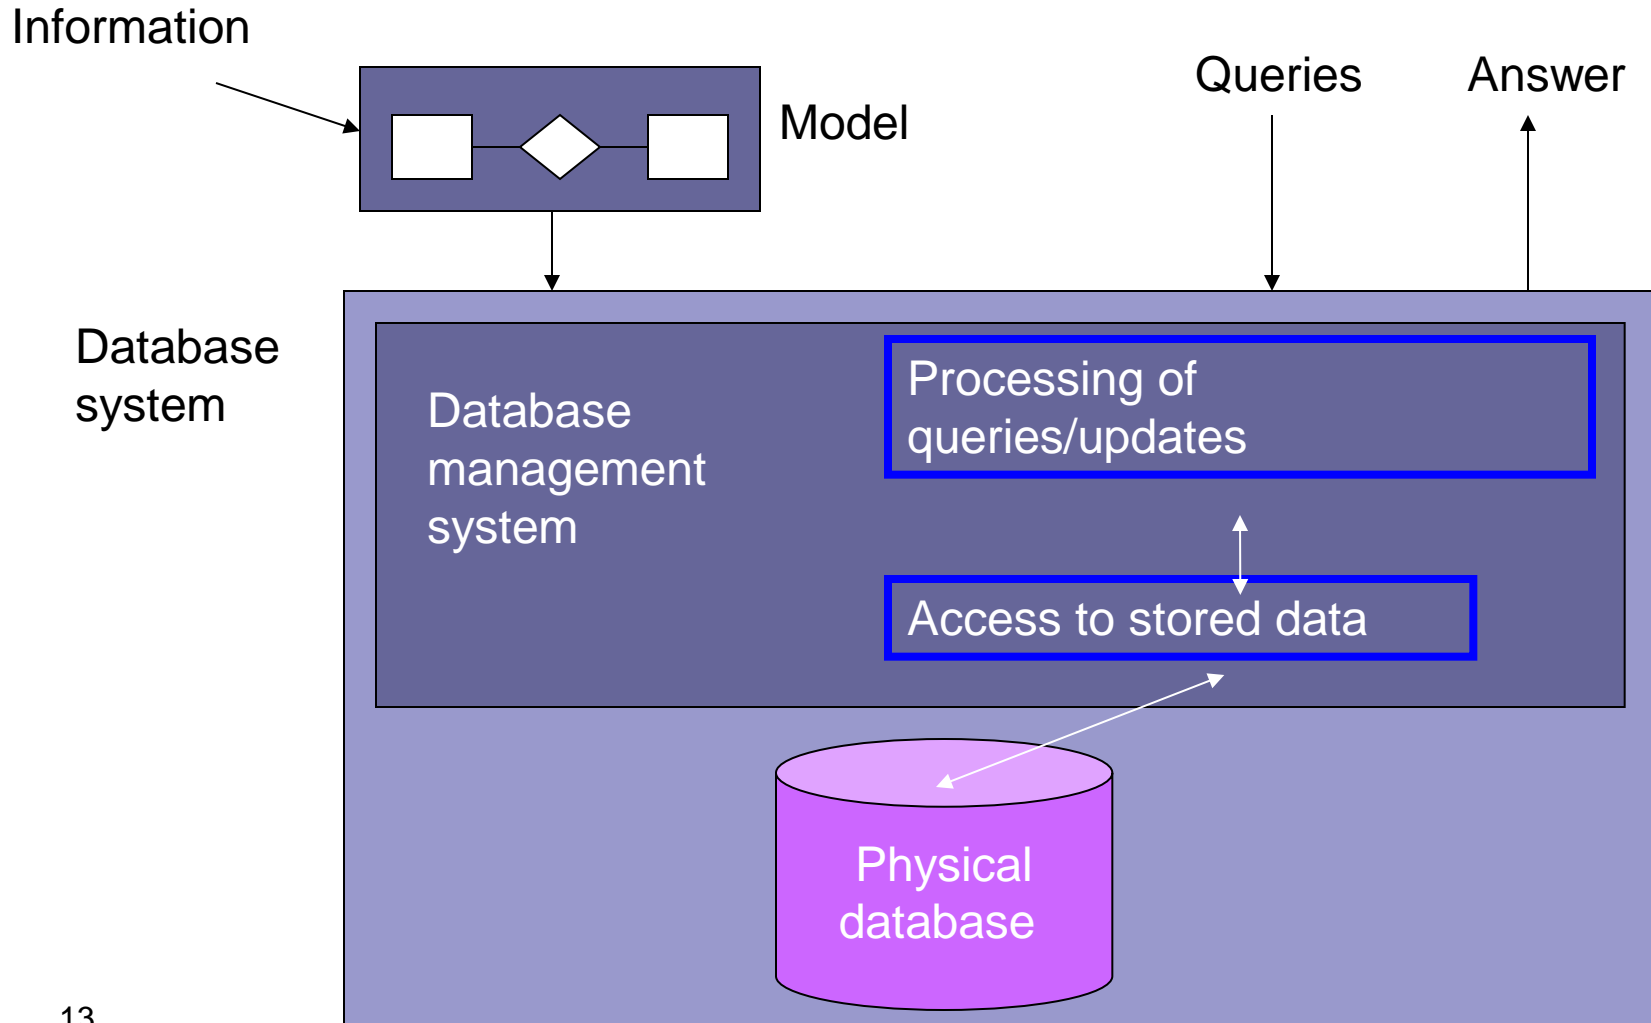 Information
Queries
Answer
Model
Database
system
Database
management
system
Processing of
queries/updates
Access to stored data
Physical
database
13